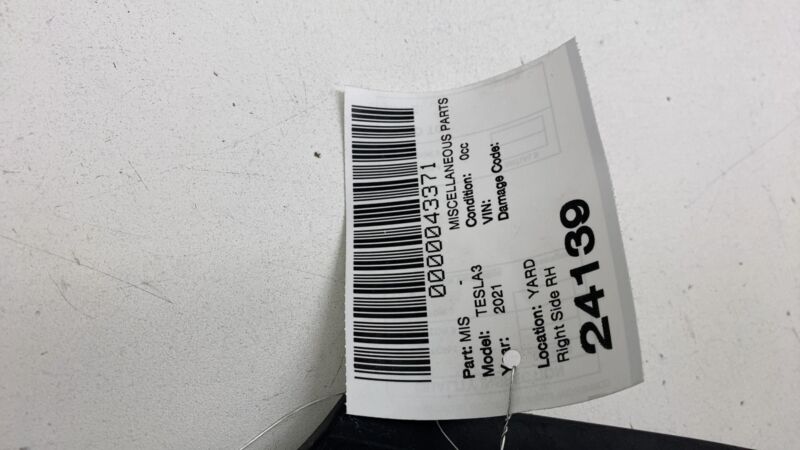 0000043371
Part: MIS - MISCELLANEOUS PARTS
Model: TESLA3 Condition: 0cc
Year: 2021 VIN:
Damage Code:
Location: YARD
Right Side RH
24139